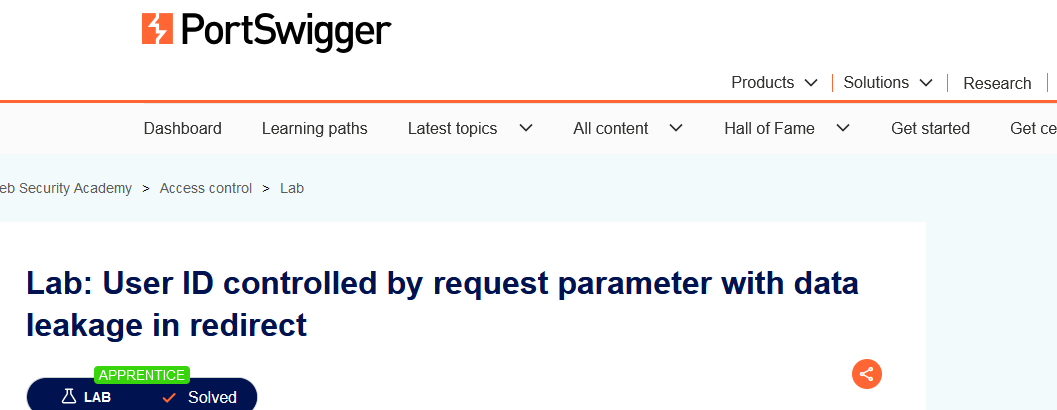 PortSwigger
Products Solutions Research
Dashboard Learning paths Latest topics All content Hall of Fame Get started Get ce
eb Security Academy > Access control > Lab
Lab: User ID controlled by request parameter with data
leakage in redirect
APPRENTICE
LAB Solved